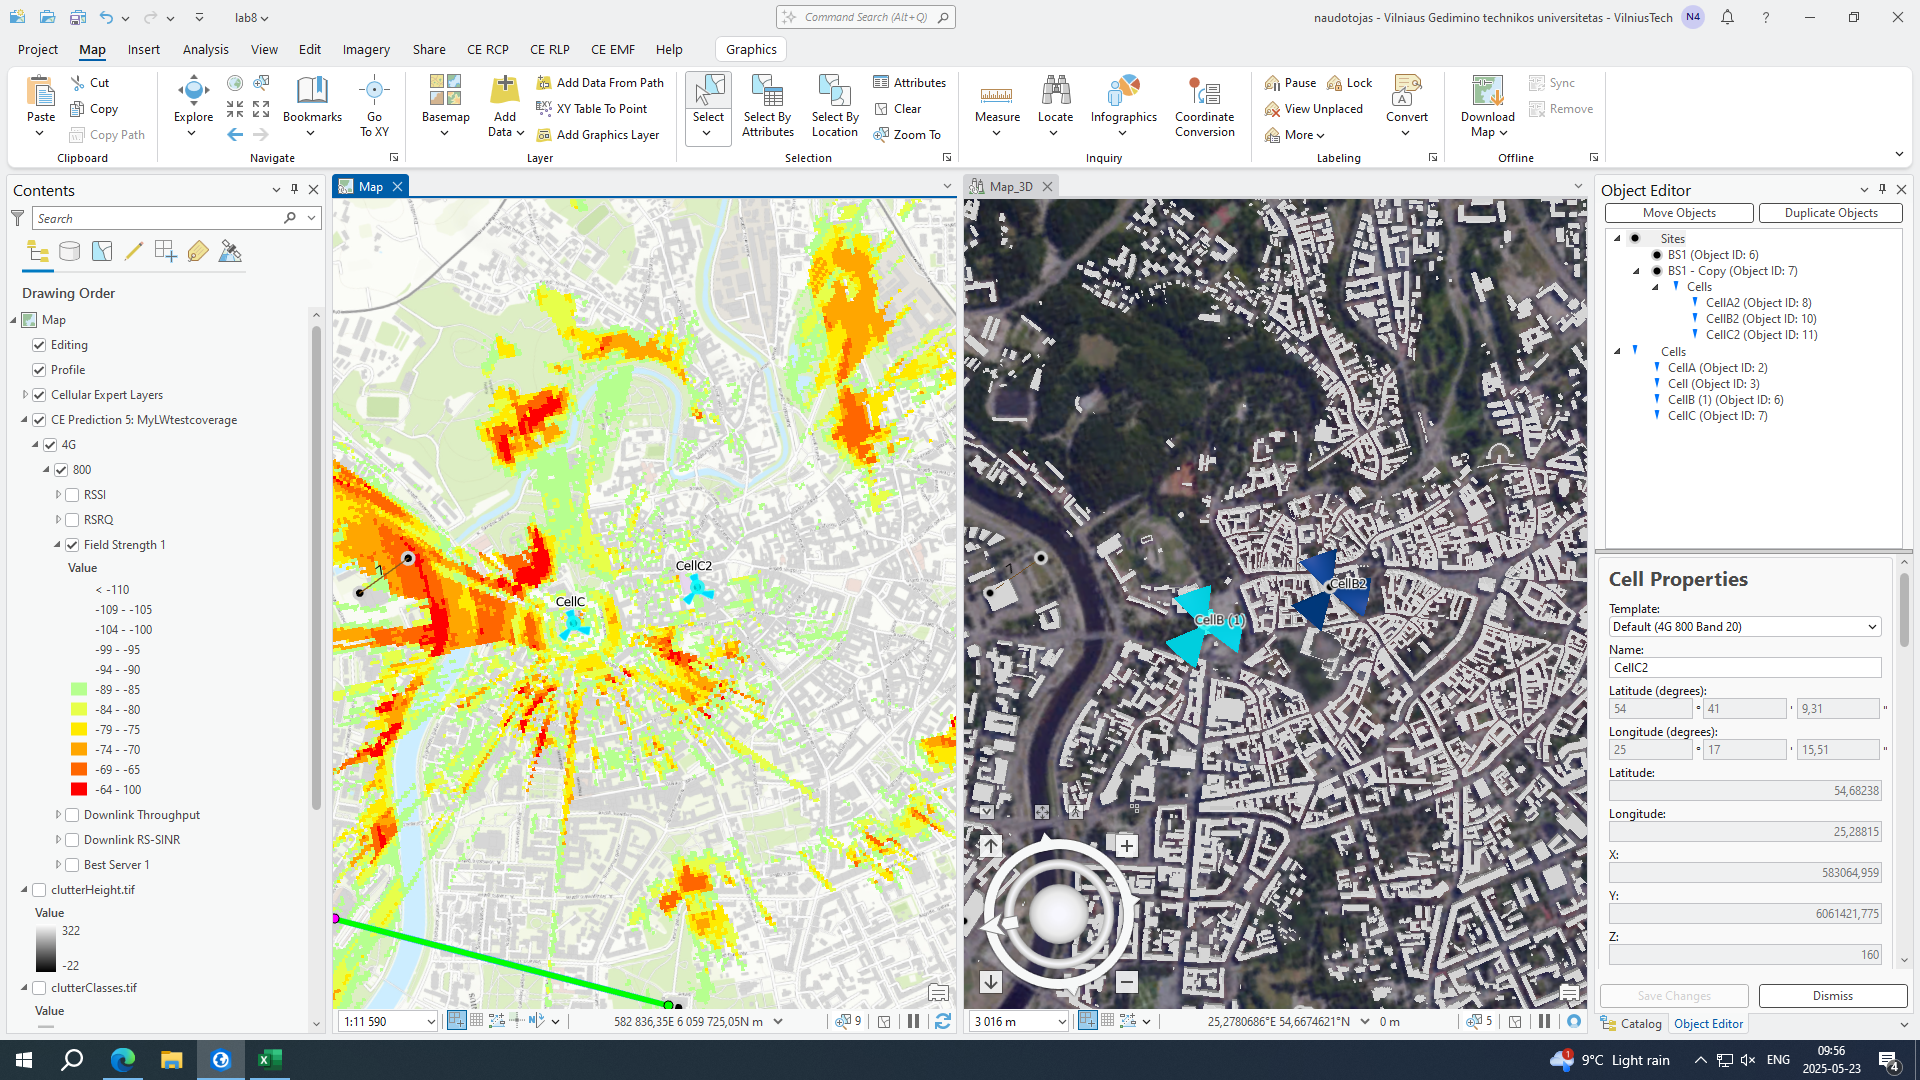 lab8
Command Search (Alt+Q)
naudotojas - Vilniaus Gedimino technikos universitetas - VilniusTech
N4
Project
Map
Insert
Analysis
View
Edit
Imagery
Share
CE RCP
CE RLP
CE EMF
Help
Graphics
Paste
Cut
Copy
Copy Path
Clipboard
Explore
Bookmarks
Go To XY
Navigate
Basemap
Add Data
Add Data From Path
XY Table To Point
Add Graphics Layer
Layer
Select
Select By Attributes
Select By Location
Attributes
Clear
Zoom To
Selection
Measure
Locate
Infographics
Coordinate Conversion
Inquiry
Pause
Lock
View Unplaced
More
Convert
Labeling
Download Map
Sync
Remove
Offline
Contents
Search
Drawing Order
Map
Editing
Profile
Cellular Expert Layers
CE Prediction 5: MyLWtestcoverage
4G
800
RSSI
RSRQ
Field Strength 1
Value
< -110
-109 - -105
-104 - -100
-99 - -95
-94 - -90
-89 - -85
-84 - -80
-79 - -75
-74 - -70
-69 - -65
-64 - 100
Downlink Throughput
Downlink RS-SINR
Best Server 1
clutterHeight.tif
Value
322
-22
clutterClasses.tif
Value
Map
CellC2
CellC
7
1:11 590
582 836,35E 6 059 725,05N m
9
Map_3D
CellB2
CellB (1)
7
3 016 m
25,2780686°E 54,6674621°N
0 m
5
Object Editor
Move Objects
Duplicate Objects
Sites
BS1 (Object ID: 6)
BS1 - Copy (Object ID: 7)
Cells
CellA2 (Object ID: 8)
CellB2 (Object ID: 10)
CellC2 (Object ID: 11)
Cells
CellA (Object ID: 2)
Cell (Object ID: 3)
CellB (1) (Object ID: 6)
CellC (Object ID: 7)
Cell Properties
Template:
Default (4G 800 Band 20)
Name:
CellC2
Latitude (degrees):
54 ° 41 ' 9,31 "
Longitude (degrees):
25 ° 17 ' 15,51 "
Latitude:
54,68238
Longitude:
25,28815
X:
583064,959
Y:
6061421,775
Z:
160
Save Changes
Dismiss
Catalog
Object Editor
1
9°C Light rain
ENG
09:56
2025-05-23
4